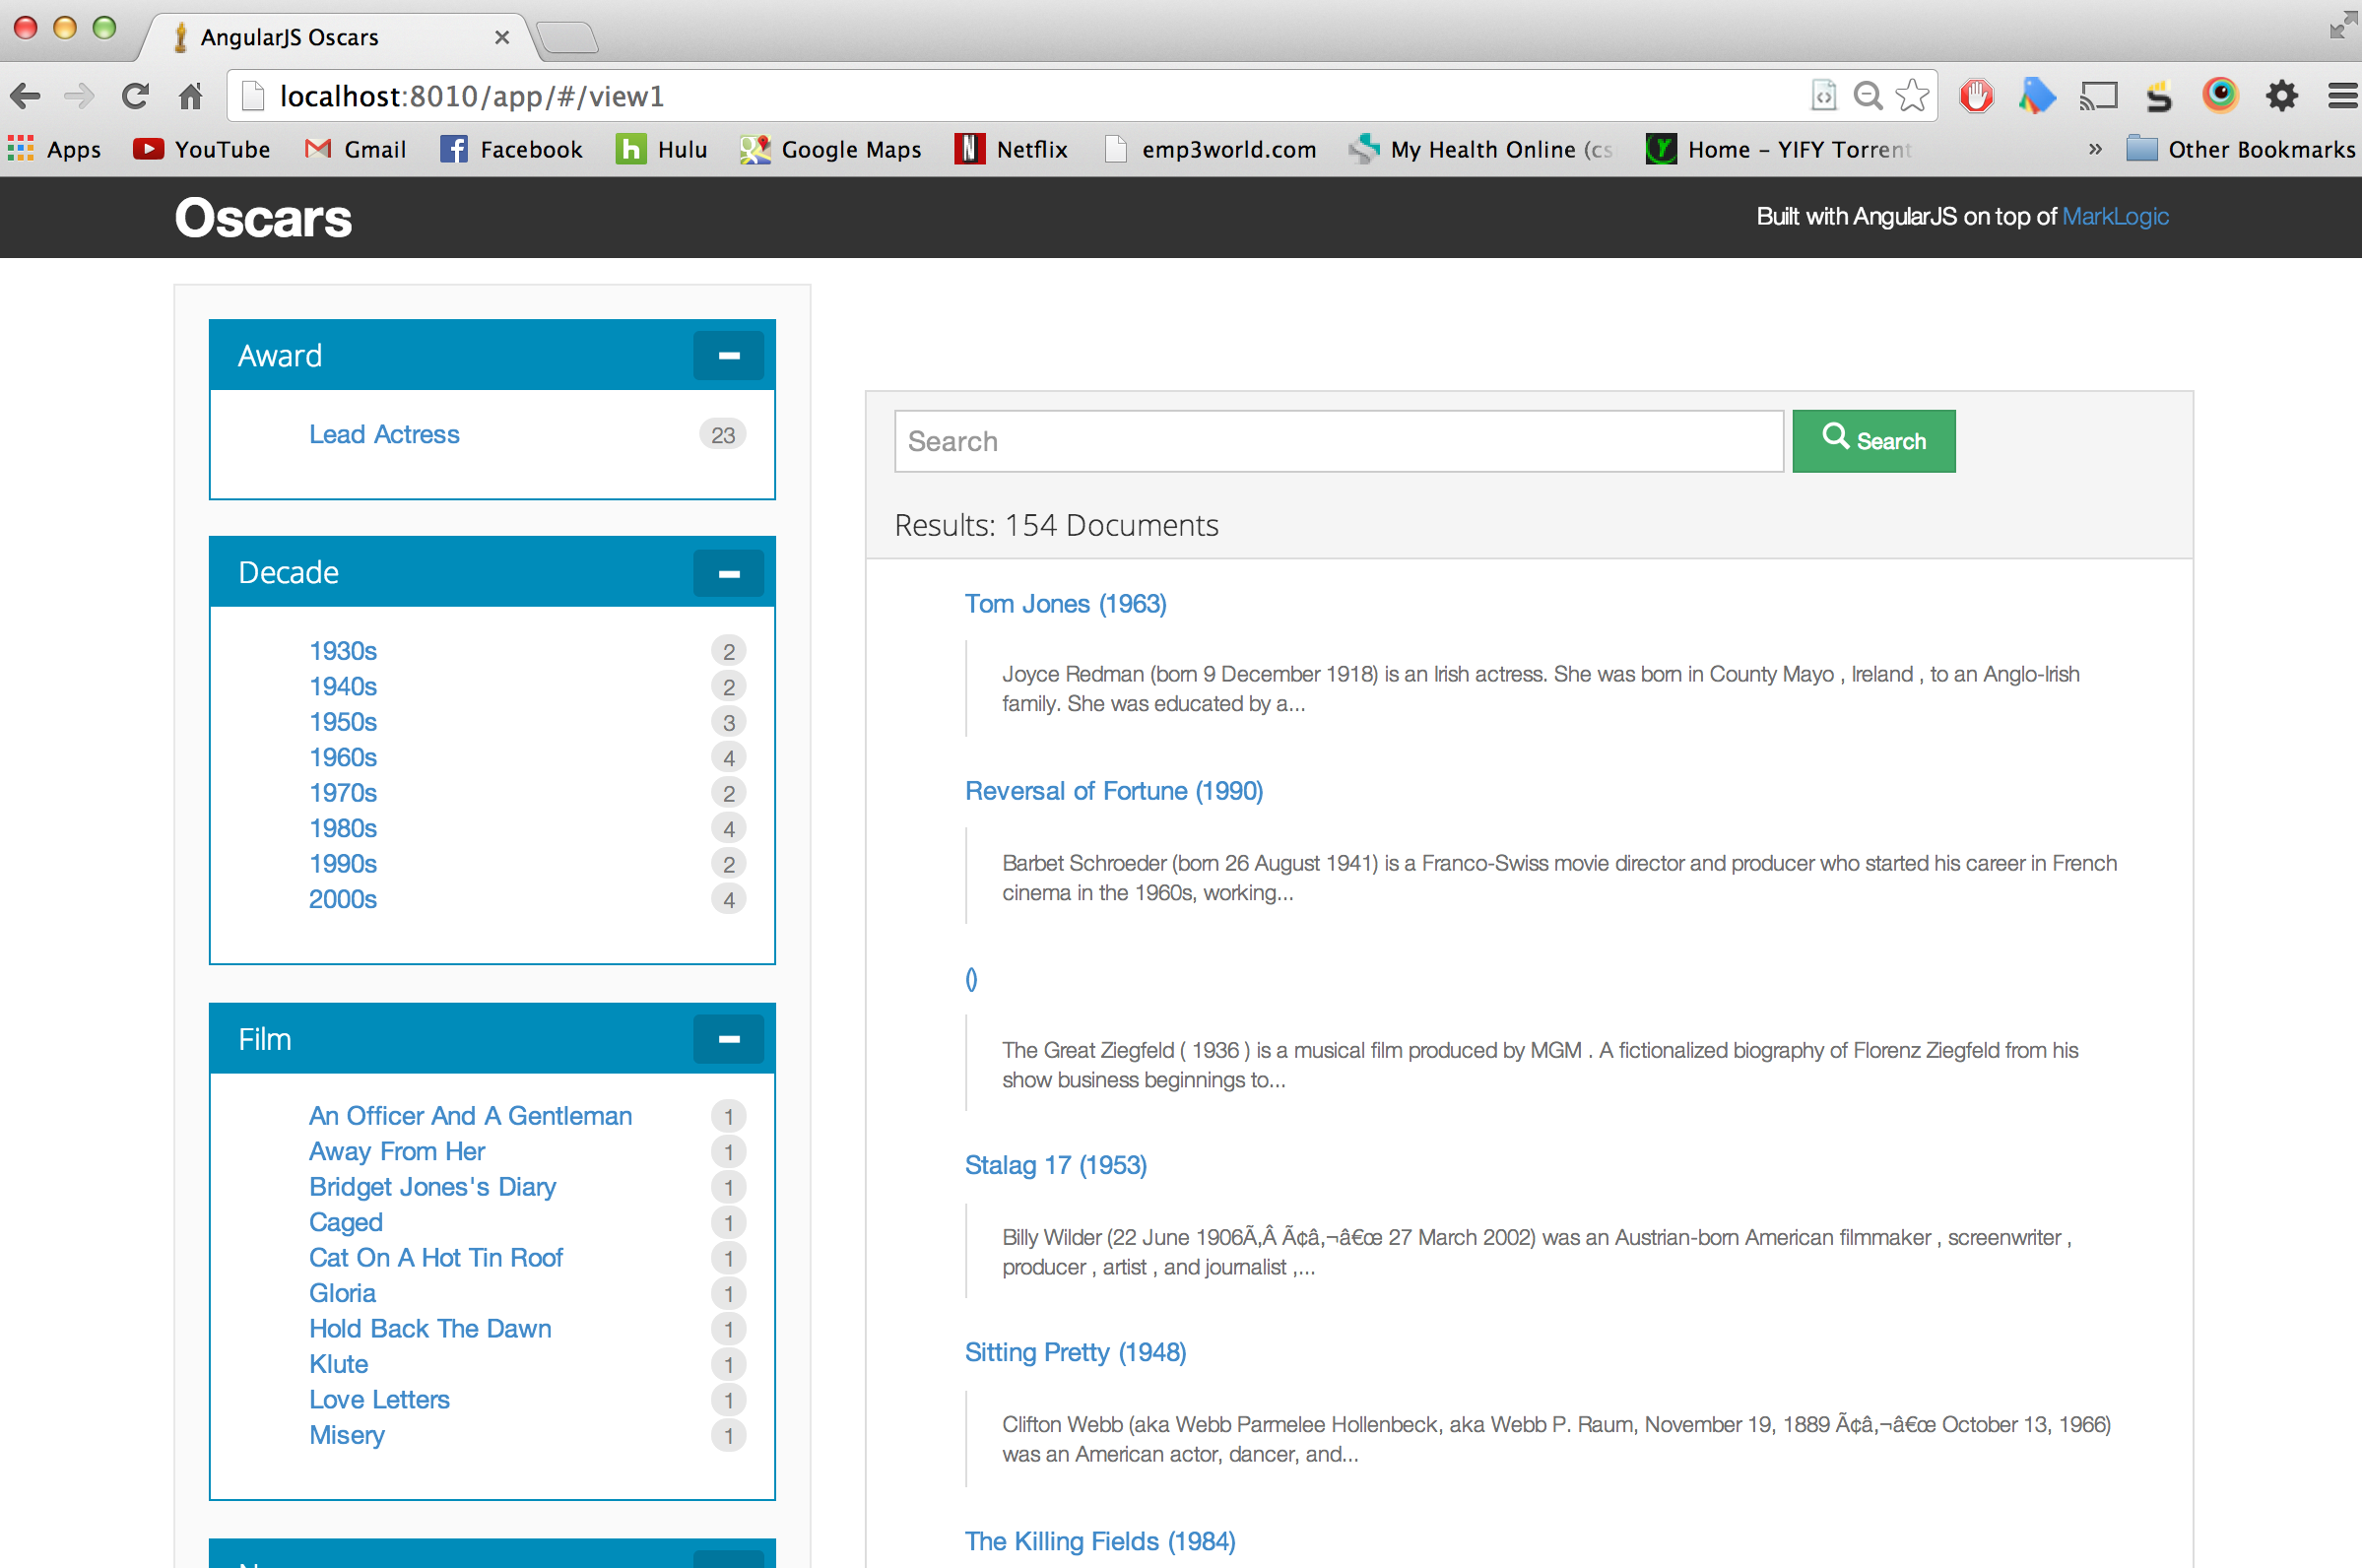 AngularJS Oscars
localhost:8010/app/#/view1
Apps YouTube Gmail Facebook Hulu Google Maps Netflix emp3world.com My Health Online (cs Home – YIFY Torrent » Other Bookmarks
Oscars
Built with AngularJS on top of MarkLogic
Award
Lead Actress 23
Decade
1930s 2
1940s 2
1950s 3
1960s 4
1970s 2
1980s 4
1990s 2
2000s 4
Film
An Officer And A Gentleman 1
Away From Her 1
Bridget Jones's Diary 1
Caged 1
Cat On A Hot Tin Roof 1
Gloria 1
Hold Back The Dawn 1
Klute 1
Love Letters 1
Misery 1
Search
Search
Results: 154 Documents
Tom Jones (1963)
Joyce Redman (born 9 December 1918) is an Irish actress. She was born in County Mayo , Ireland , to an Anglo-Irish
family. She was educated by a...
Reversal of Fortune (1990)
Barbet Schroeder (born 26 August 1941) is a Franco-Swiss movie director and producer who started his career in French
cinema in the 1960s, working...
()
The Great Ziegfeld ( 1936 ) is a musical film produced by MGM . A fictionalized biography of Florenz Ziegfeld from his
show business beginnings to...
Stalag 17 (1953)
Billy Wilder (22 June 1906Ã‚Â Ã¢â‚¬â€œ 27 March 2002) was an Austrian-born American filmmaker , screenwriter ,
producer , artist , and journalist ,...
Sitting Pretty (1948)
Clifton Webb (aka Webb Parmelee Hollenbeck, aka Webb P. Raum, November 19, 1889 Ã¢â‚¬â€œ October 13, 1966)
was an American actor, dancer, and...
The Killing Fields (1984)